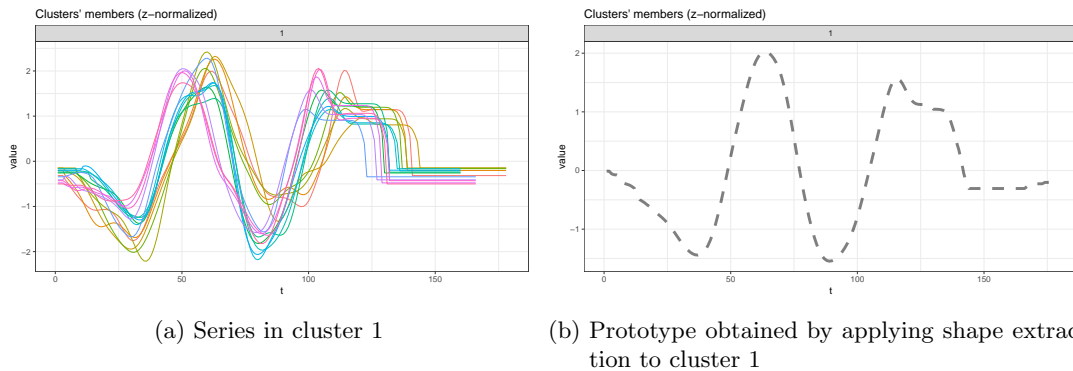 Clusters' members (z-normalized)
1
2
1
0
−1
−2
value
0
50
100
150
t
(a) Series in cluster 1
Clusters' members (z-normalized)
1
2
1
0
−1
value
0
50
100
150
t
(b) Prototype obtained by applying shape extrac
tion to cluster 1